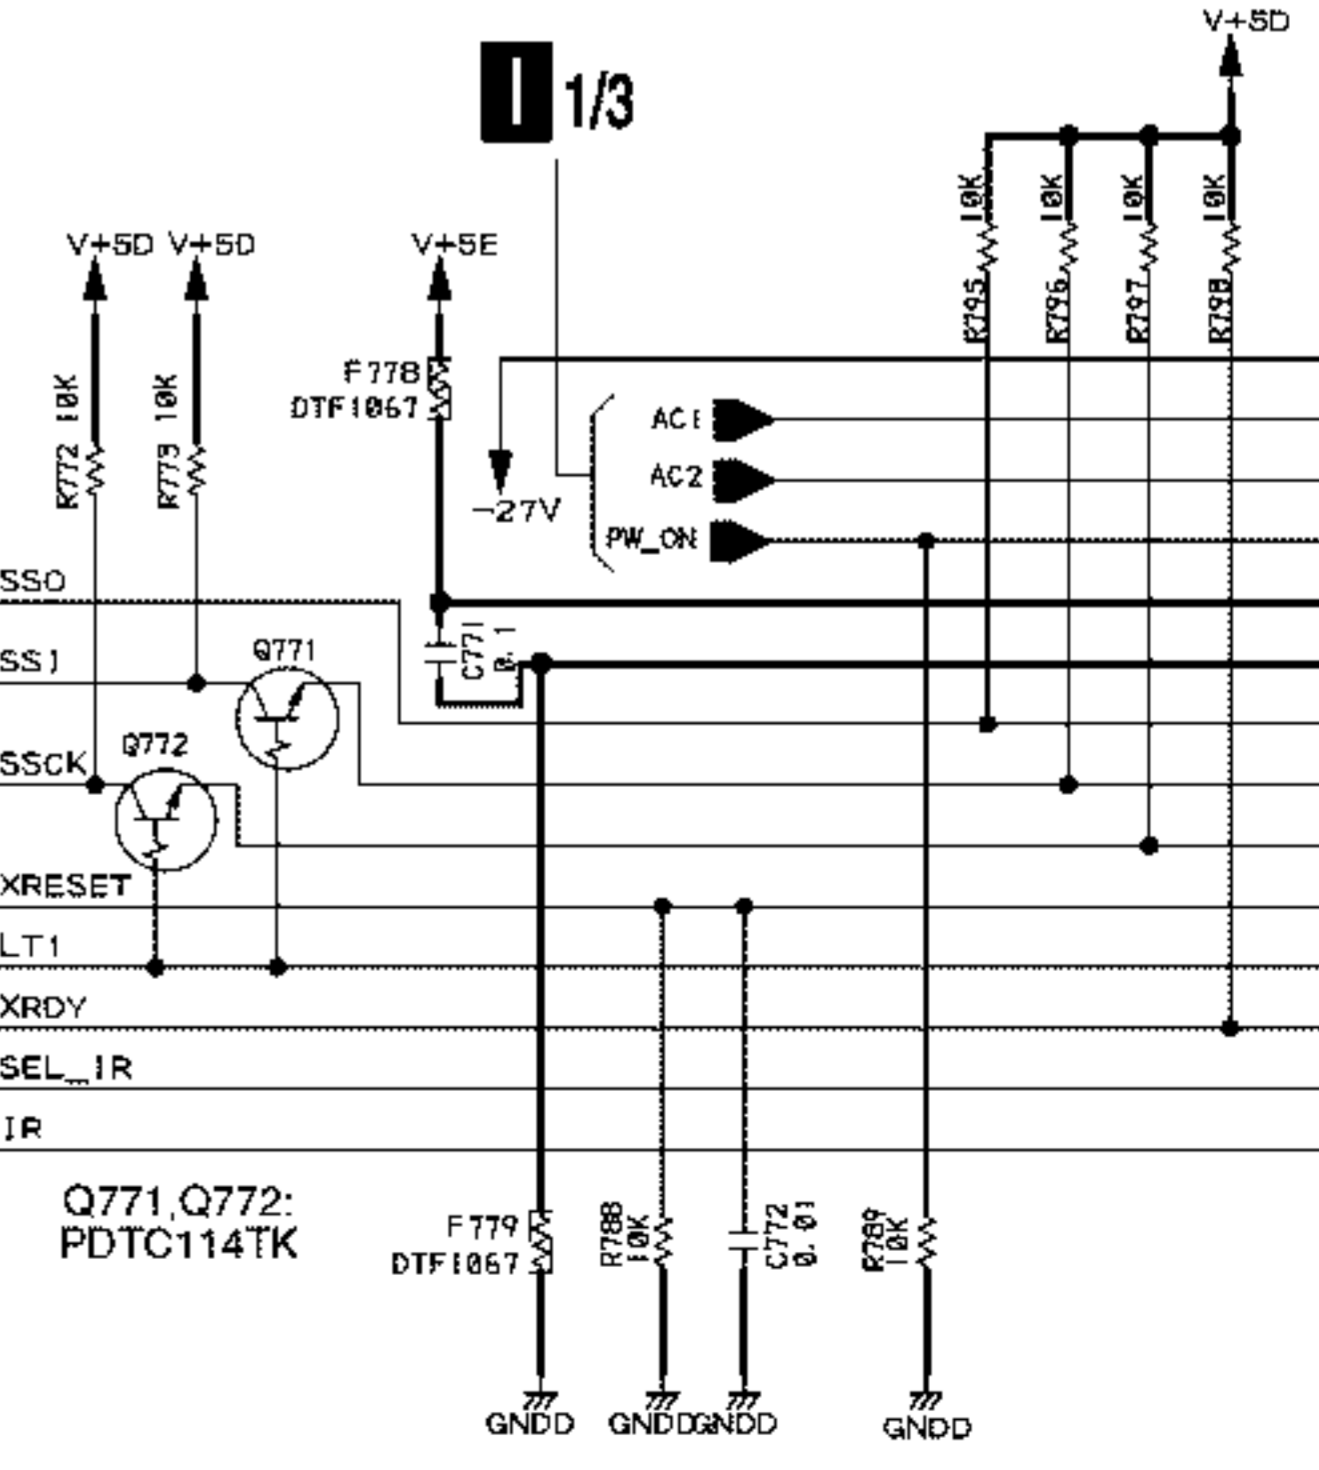 V+5D
I 1/3
10K
10K
10K
10K
V+5D
V+5D
V+5E
R795
R796
R797
R798
F778
DTF1067
10K
10K
R772
R773
AC1
AC2
-27V
PW_ON
SSO
SSI
Q771
C771
0.1
Q772
SSCK
XRESET
LT1
XRDY
SEL_IR
IR
Q771,Q772:
PDTC114TK
F779
DTF1067
R788
10K
C772
0.01
R789
10K
GNDD
GNDD
GNDD
GNDD